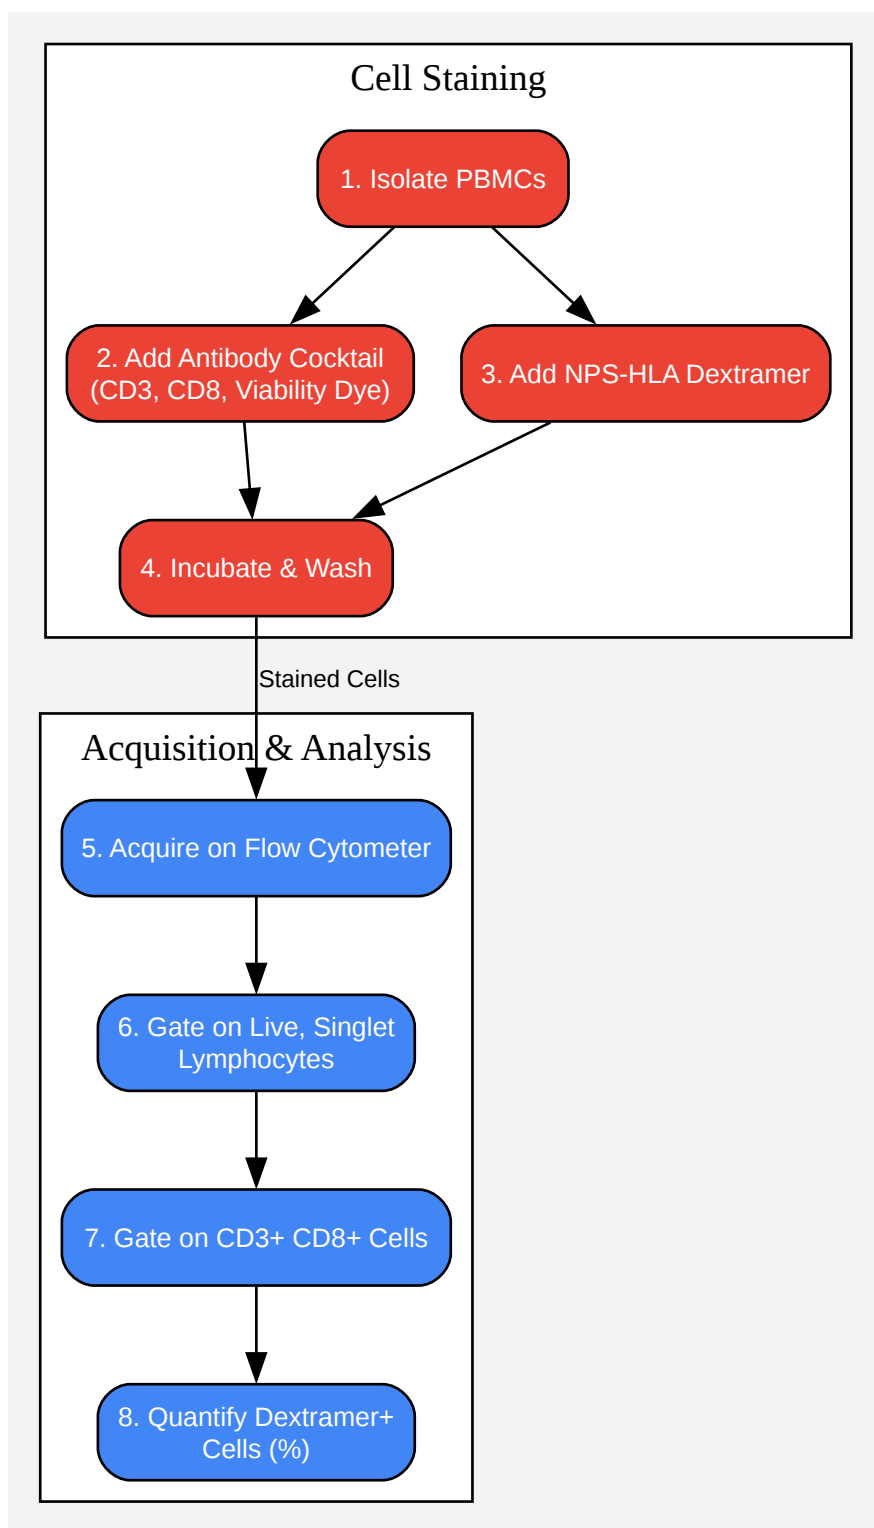 Cell Staining
1. Isolate PBMCs
2. Add Antibody Cocktail
(CD3, CD8, Viability Dye)
3. Add NPS-HLA Dextramer
4. Incubate & Wash
Stained Cells
Acquisition & Analysis
5. Acquire on Flow Cytometer
6. Gate on Live, Singlet
Lymphocytes
7. Gate on CD3+ CD8+ Cells
8. Quantify Dextramer+
Cells (%)